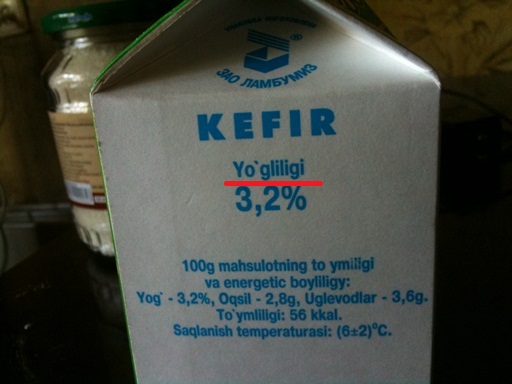 ЗАО ЛАМБУМИЗ
KEFIR
Yo`gliligi
3,2%
100g mahsulotning to ymiligi
va energetic boyliligy:
Yog` - 3,2%, Oqsil - 2,8g, Uglevodlar - 3,6g.
To`ymliligi: 56 kkal.
Saqlanish temperaturasi: (6±2)°C.